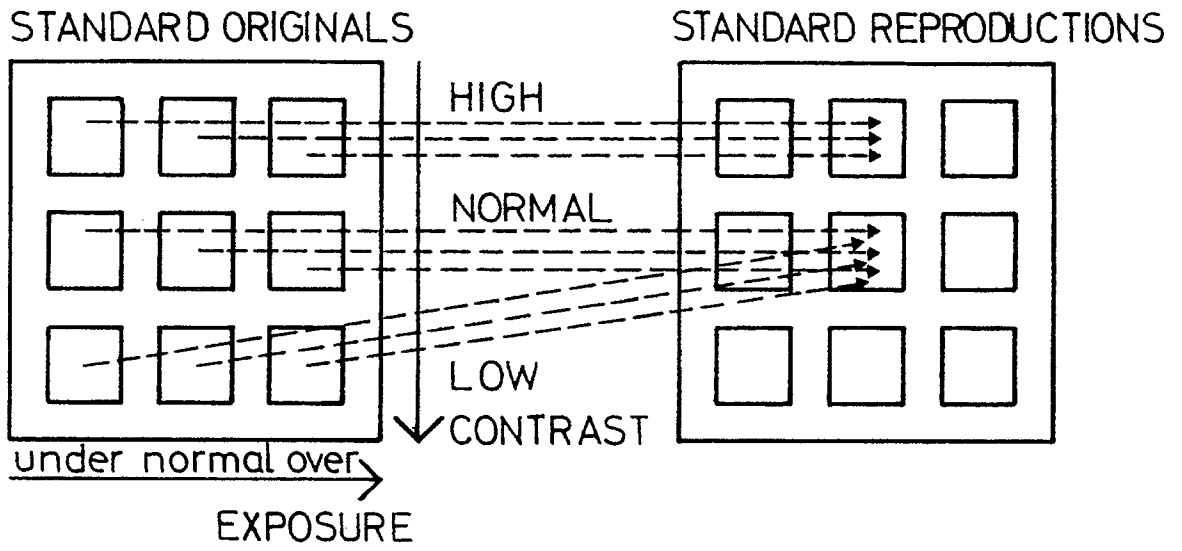 STANDARD ORIGINALS
STANDARD REPRODUCTIONS
HIGH
NORMAL
LOW
CONTRAST
under normal over
EXPOSURE